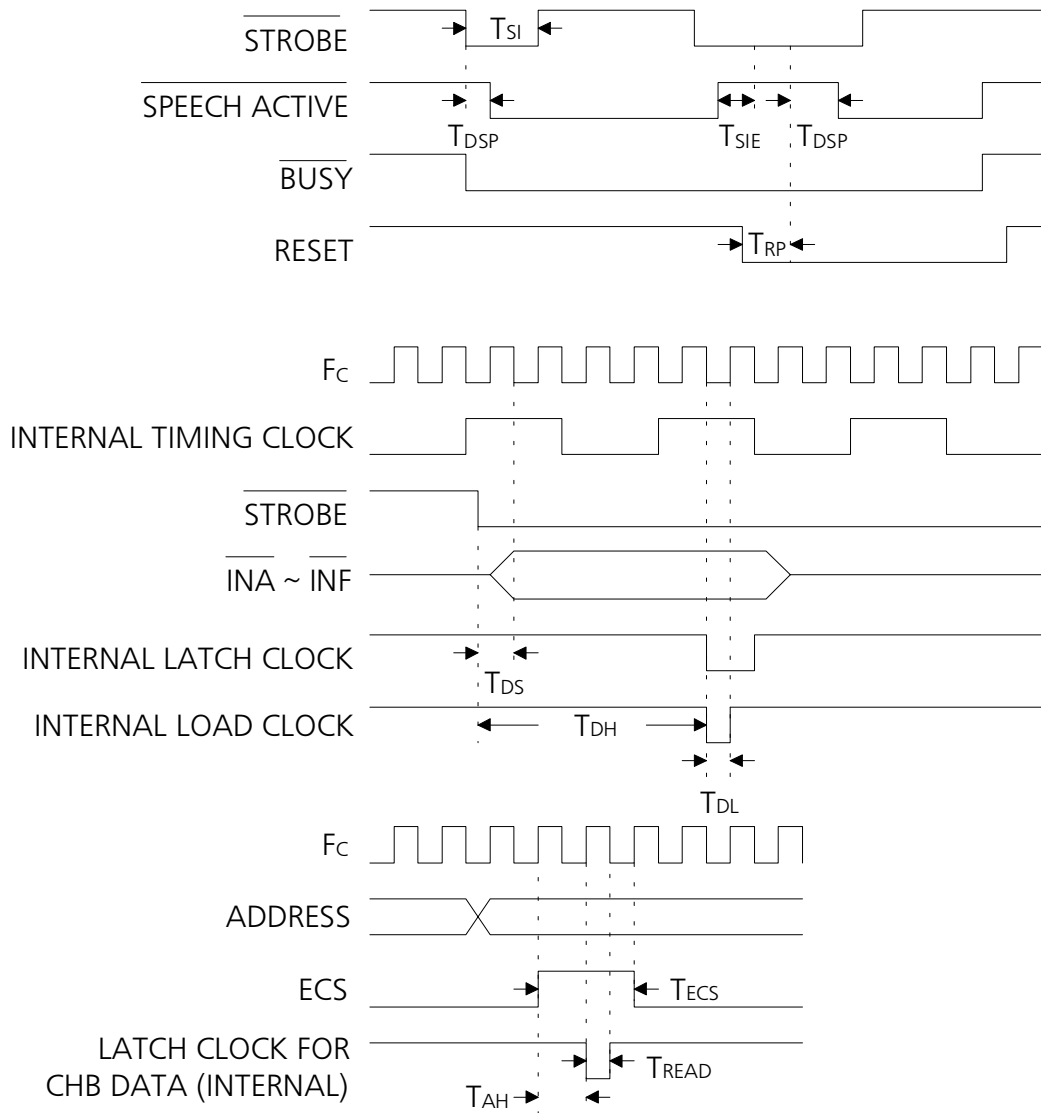 STROBE
TSI
SPEECH ACTIVE
TDSP
TSIE
TDSP
BUSY
RESET
TRP
FC
INTERNAL TIMING CLOCK
STROBE
INA ~ INF
INTERNAL LATCH CLOCK
TDS
INTERNAL LOAD CLOCK
TDH
TDL
FC
ADDRESS
ECS
TECS
LATCH CLOCK FOR
CHB DATA (INTERNAL)
TREAD
TAH